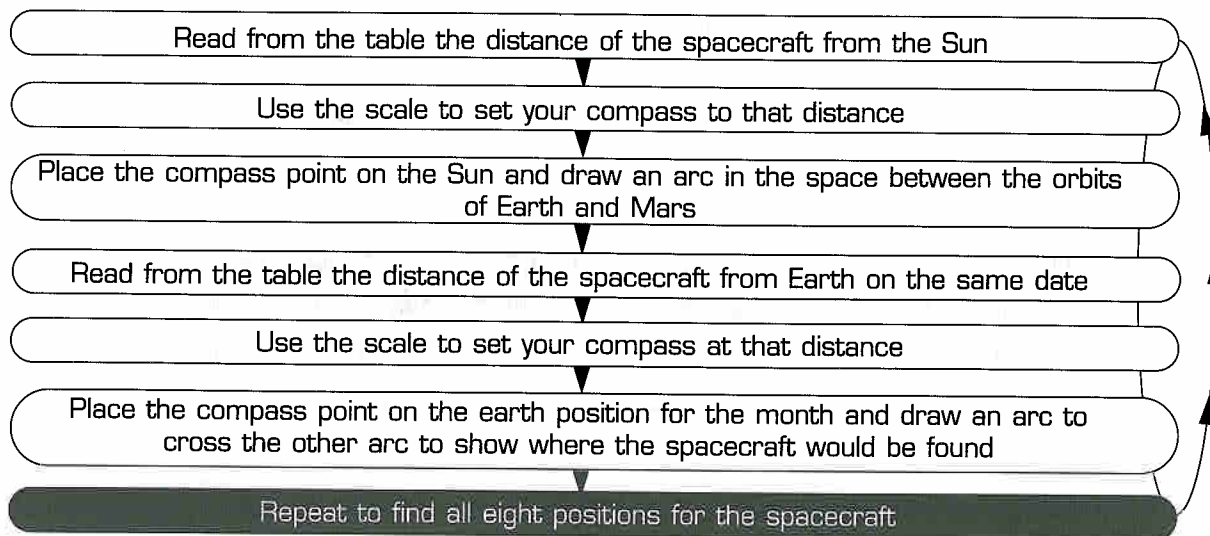 Read from the table the distance of the spacecraft from the Sun
Use the scale to set your compass to that distance
Place the compass point on the Sun and draw an arc in the space between the orbits
of Earth and Mars
Read from the table the distance of the spacecraft from Earth on the same date
Use the scale to set your compass at that distance
Place the compass point on the earth position for the month and draw an arc to
cross the other arc to show where the spacecraft would be found
Repeat to find all eight positions for the spacecraft